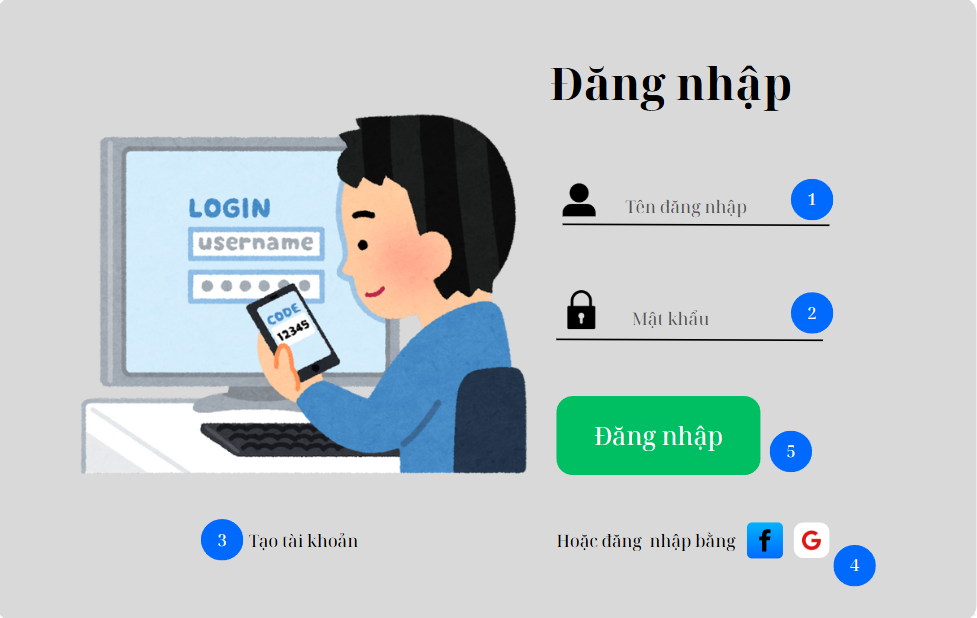 Đăng nhập
LOGIN
username
CODE
12345
Tên đăng nhập
1
Mật khẩu
2
Đăng nhập
5
3 Tạo tài khoản
Hoặc đăng nhập bằng f G
4